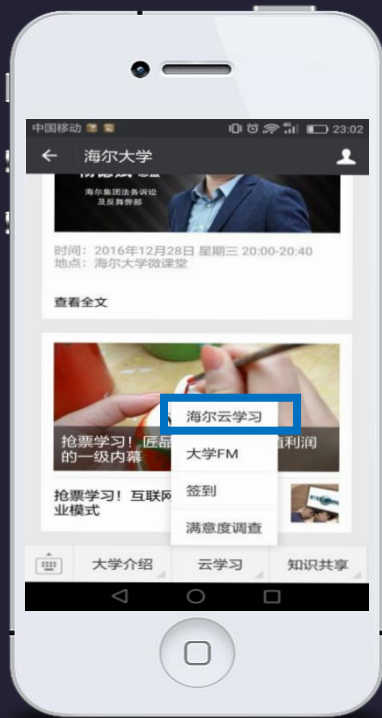 中国移动
23:02
海尔大学
海尔集团法务诉讼
及反舞弊部
时间：2016年12月28日 星期三 20:00-20:40
地点：海尔大学微课堂
查看全文
抢票学习！匠品
值利润
的一级内幕
海尔云学习
大学FM
签到
满意度调查
抢票学习！互联网
业模式
大学介绍
云学习
知识共享